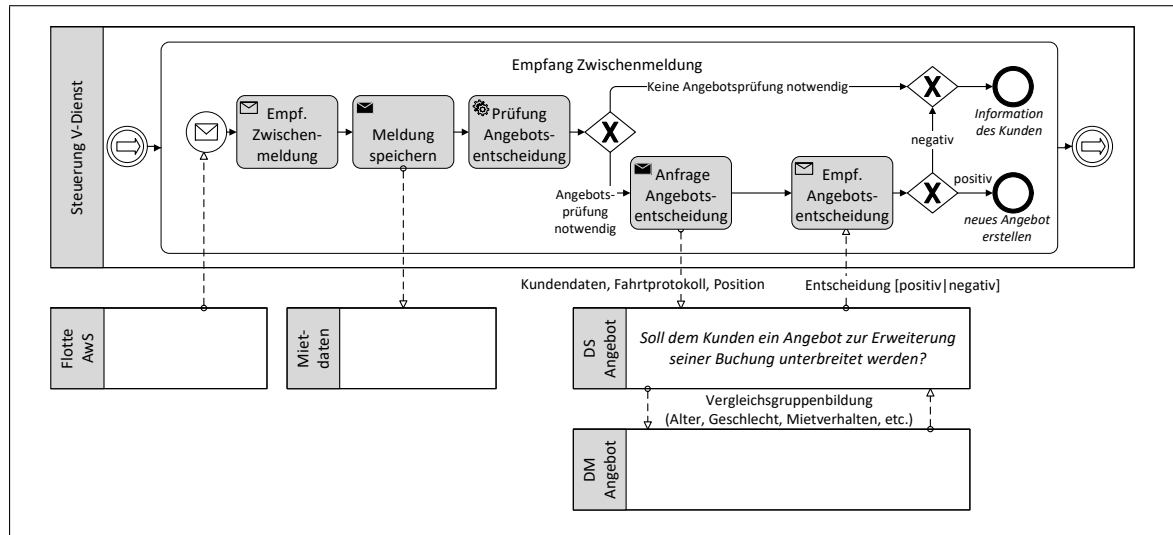 Steuerung V-Dienst
Empfang Zwischenmeldung
Empf.
Zwischen-
meldung
Meldung
speichern
Prüfung
Angebots-
entscheidung
X
Keine Angebotsprüfung notwendig
Angebots-
prüfung
notwendig
Anfrage
Angebots-
entscheidung
Empf.
Angebots-
entscheidung
X
negativ
positiv
X
Information
des Kunden
neues Angebot
erstellen
Kundendaten, Fahrtprotokoll, Position
Entscheidung [positiv|negativ]
Flotte
AwS
Miet-
daten
DS
Angebot
Soll dem Kunden ein Angebot zur Erweiterung
seiner Buchung unterbreitet werden?
Vergleichsgruppenbildung
(Alter, Geschlecht, Mietverhalten, etc.)
DM
Angebot